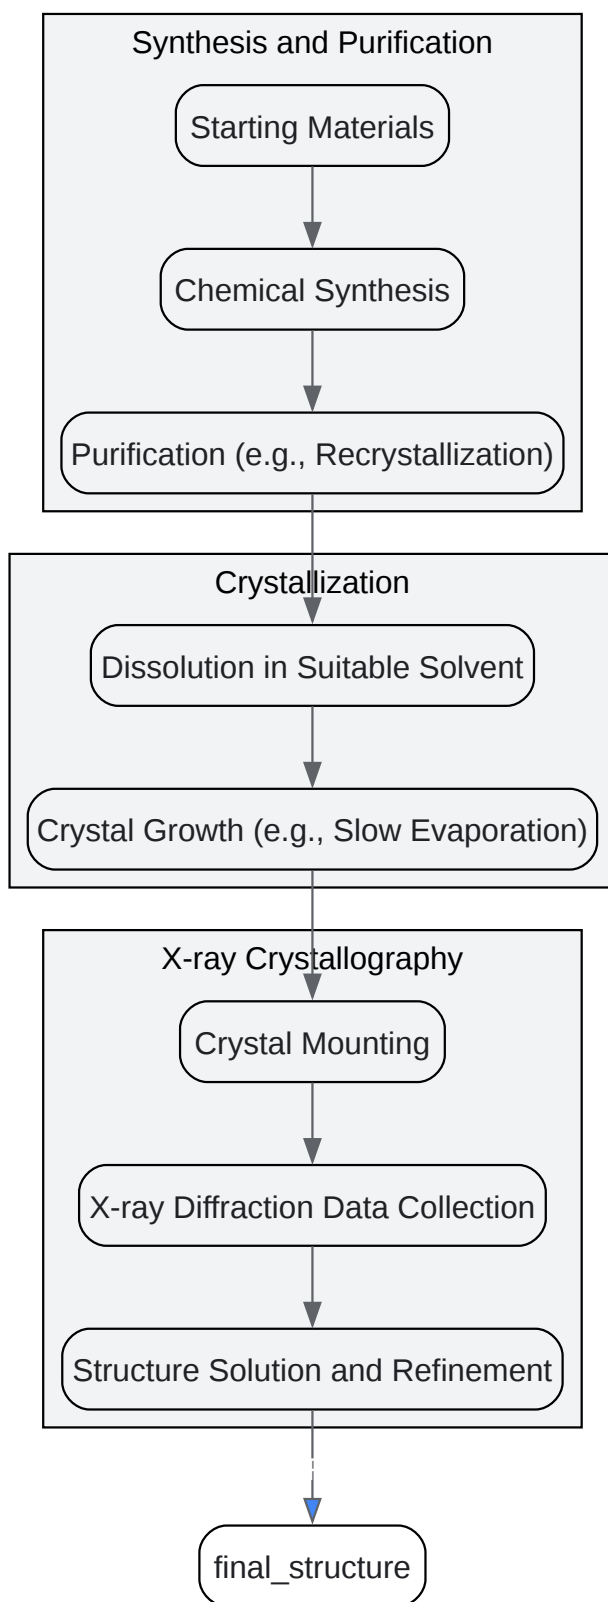 Synthesis and Purification
Starting Materials
Chemical Synthesis
Purification (e.g., Recrystallization)
Crystallization
Dissolution in Suitable Solvent
Crystal Growth (e.g., Slow Evaporation)
X-ray Crystallography
Crystal Mounting
X-ray Diffraction Data Collection
Structure Solution and Refinement
final_structure